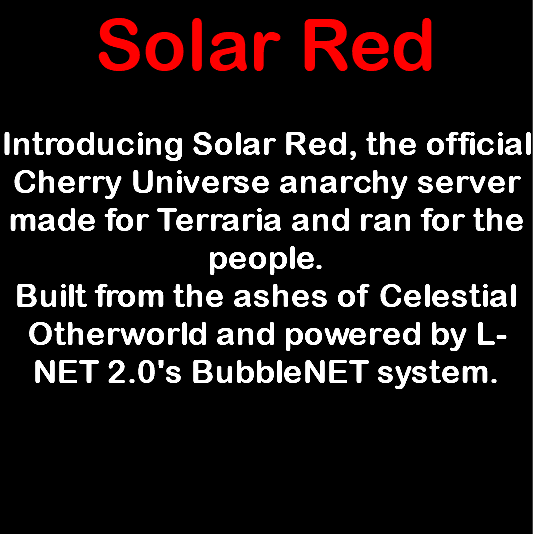 Solar Red
Introducing Solar Red, the official
Cherry Universe anarchy server
made for Terraria and ran for the
people.
Built from the ashes of Celestial
Otherworld and powered by L-
NET 2.0's BubbleNET system.